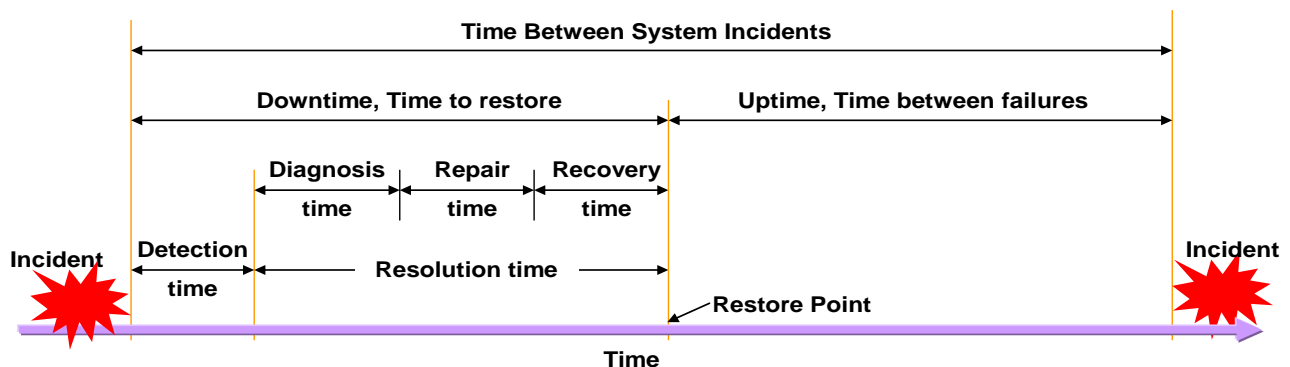 Time Between System Incidents
Downtime, Time to restore
Uptime, Time between failures
Diagnosis
time
Repair
time
Recovery
time
Incident
Detection
time
Resolution time
Restore Point
Incident
Time